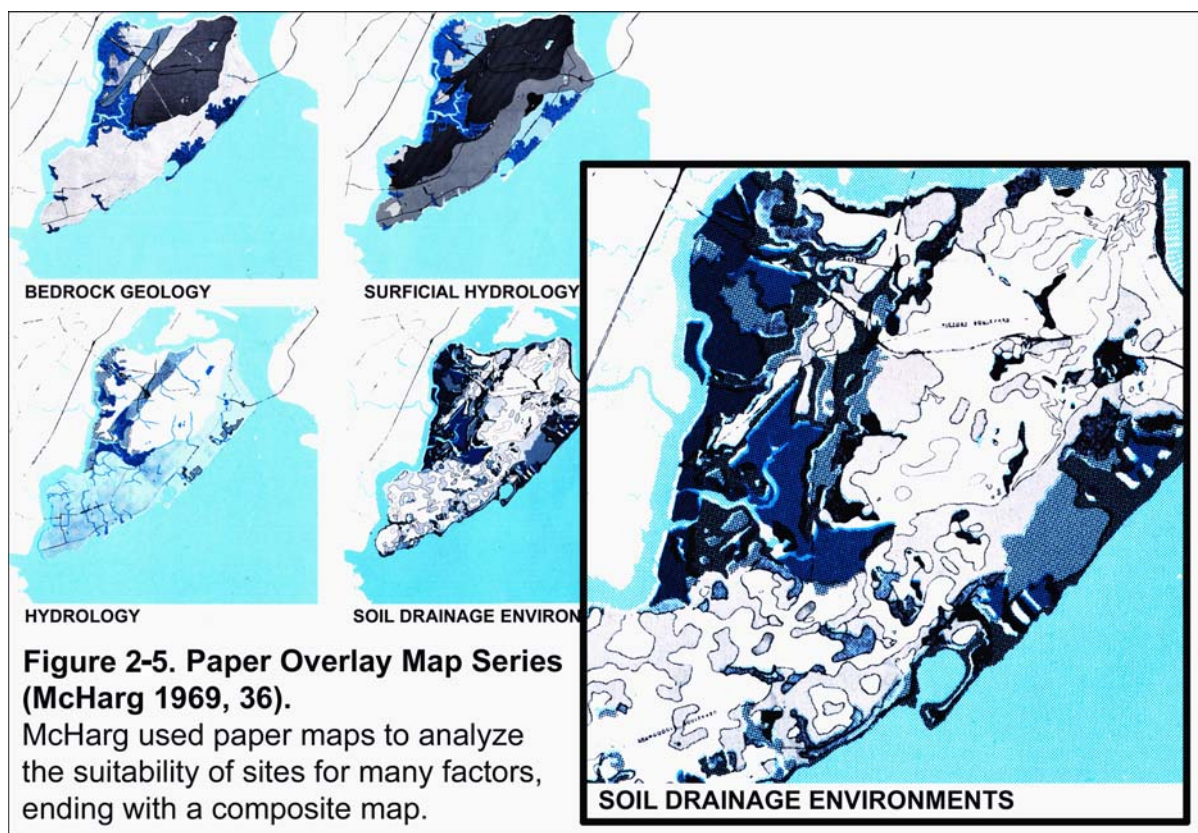 BEDROCK GEOLOGY
SURFICIAL HYDROLOGY
HYDROLOGY
SOIL DRAINAGE ENVIRON
Figure 2-5. Paper Overlay Map Series
(McHarg 1969, 36).
McHarg used paper maps to analyze
the suitability of sites for many factors,
ending with a composite map.
SOIL DRAINAGE ENVIRONMENTS